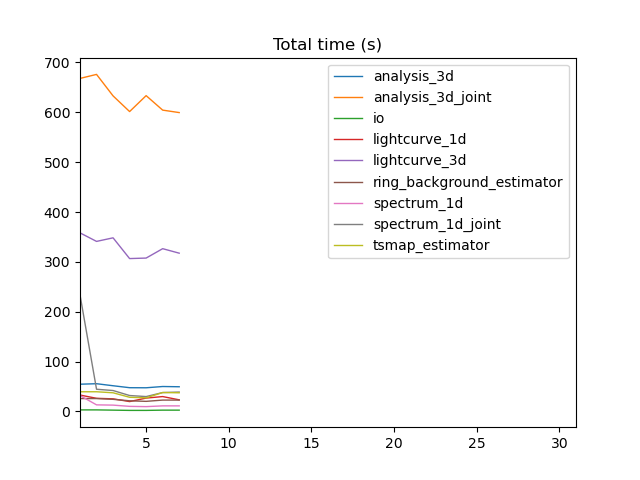 Total time (s)
700
600
500
400
300
200
100
0
5 10 15 20 25 30
analysis_3d
analysis_3d_joint
io
lightcurve_1d
lightcurve_3d
ring_background_estimator
spectrum_1d
spectrum_1d_joint
tsmap_estimator